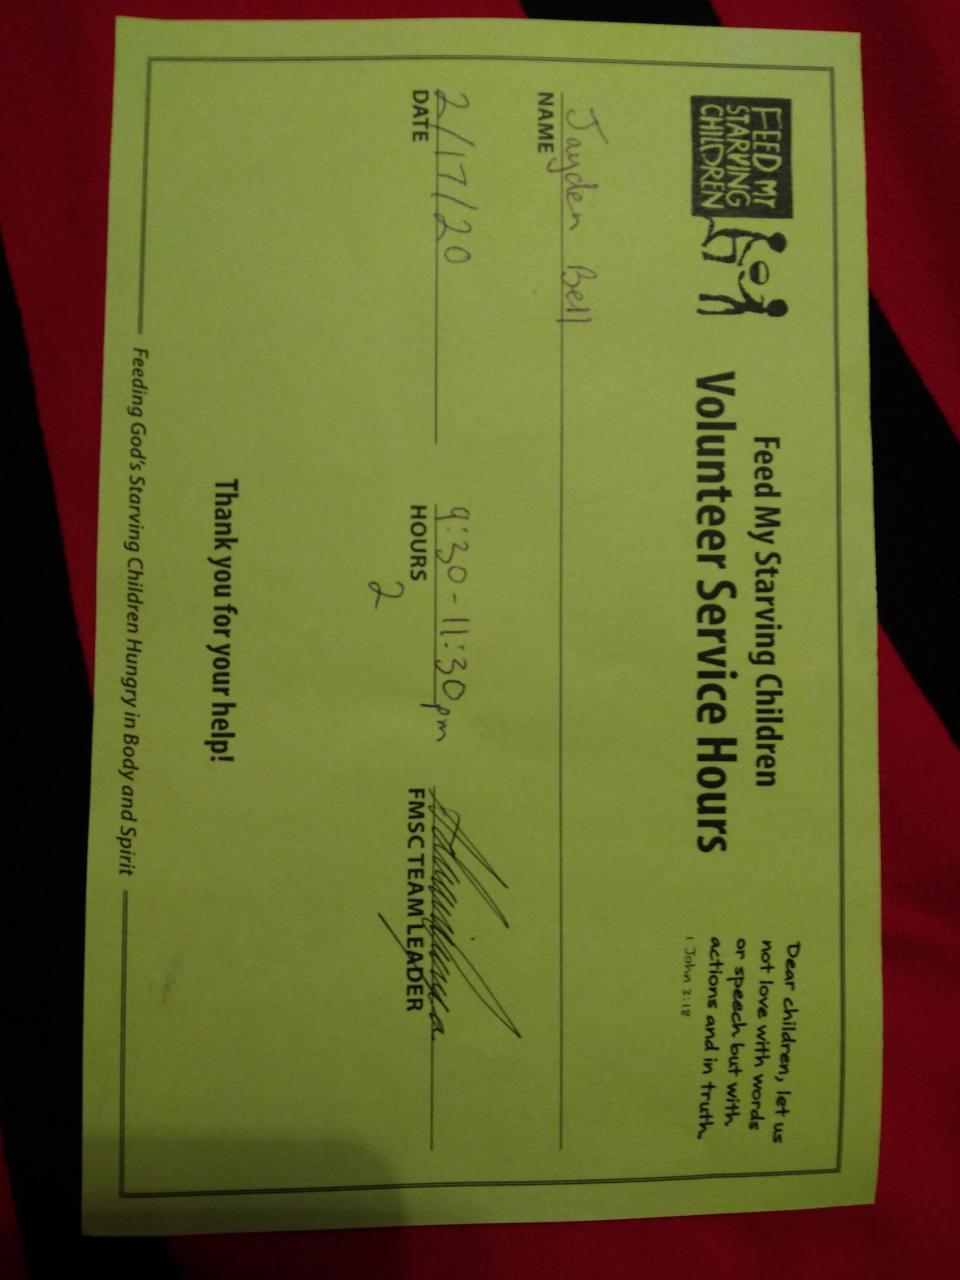 FEED MY
STARVING
CHILDREN
Feed My Starving Children
Volunteer Service Hours
Dear children, let us
not love with words
or speech but with
actions and in truth.
1 John 3:18
Jayden Bell
NAME
2/17/20
DATE
9:30-11:30pm
HOURS
2
FMSC TEAM LEADER
Thank you for your help!
Feeding God's Starving Children Hungry in Body and Spirit